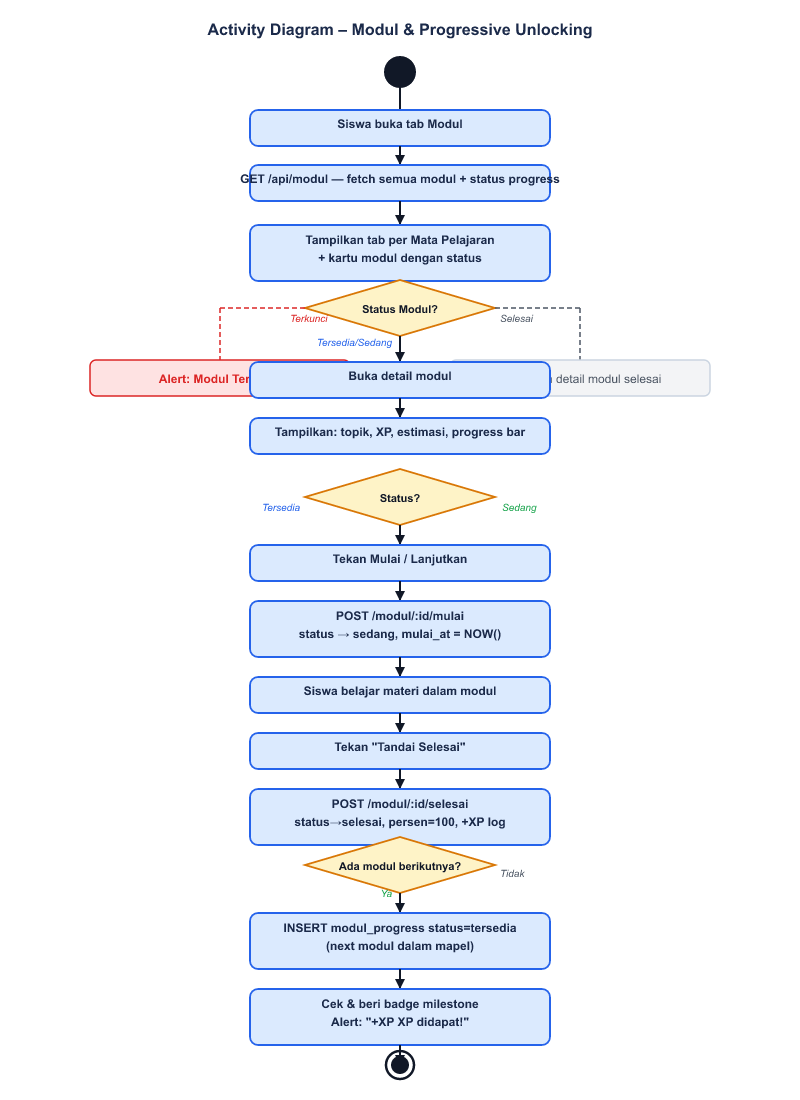 Activity Diagram – Modul & Progressive Unlocking
Siswa buka tab Modul
GET /api/modul — fetch semua modul + status progress
Tampilkan tab per Mata Pelajaran
+ kartu modul dengan status
Status Modul?
Terkunci
Selesai
Tersedia/Sedang
Alert: Modul
Buka detail modul
detail modul selesai
Tampilkan: topik, XP, estimasi, progress bar
Status?
Tersedia
Sedang
Tekan Mulai / Lanjutkan
POST /modul/:id/mulai
status → sedang, mulai_at = NOW()
Siswa belajar materi dalam modul
Tekan "Tandai Selesai"
POST /modul/:id/selesai
status→selesai, persen=100, +XP log
Ada modul berikutnya?
Tidak
Ya
INSERT modul_progress status=tersedia
(next modul dalam mapel)
Cek & beri badge milestone
Alert: "+XP XP didapat!"